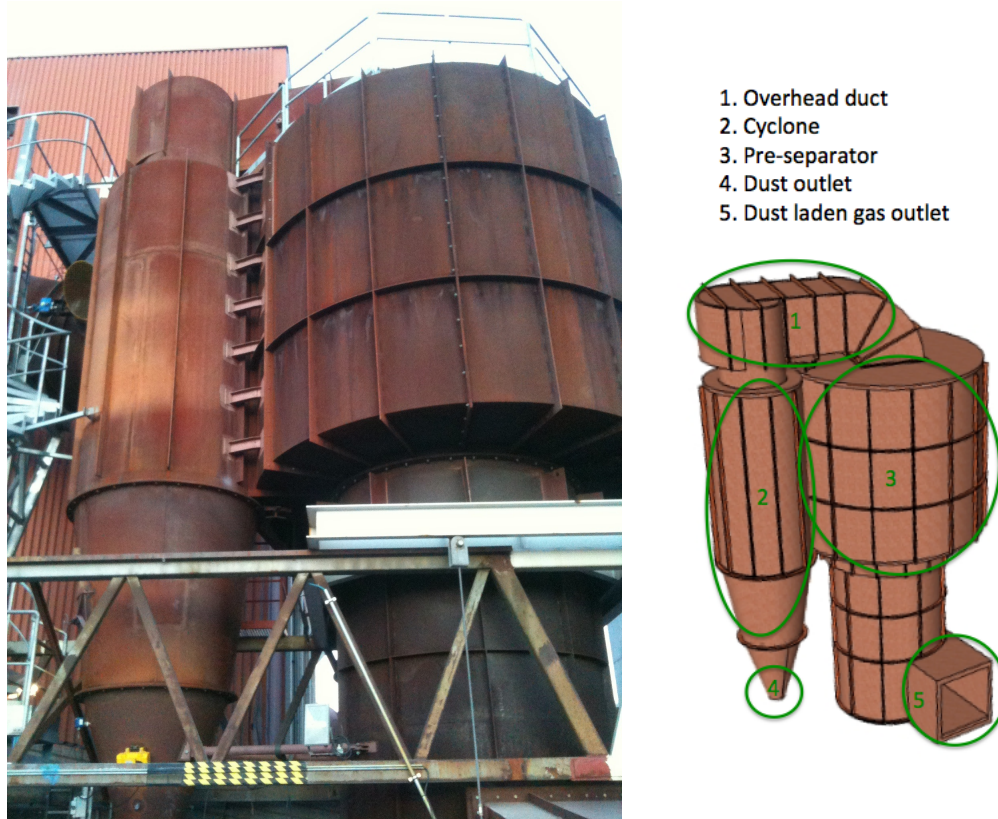 1. Overhead duct
2. Cyclone
3. Pre-separator
4. Dust outlet
5. Dust laden gas outlet
1
2
3
4
5